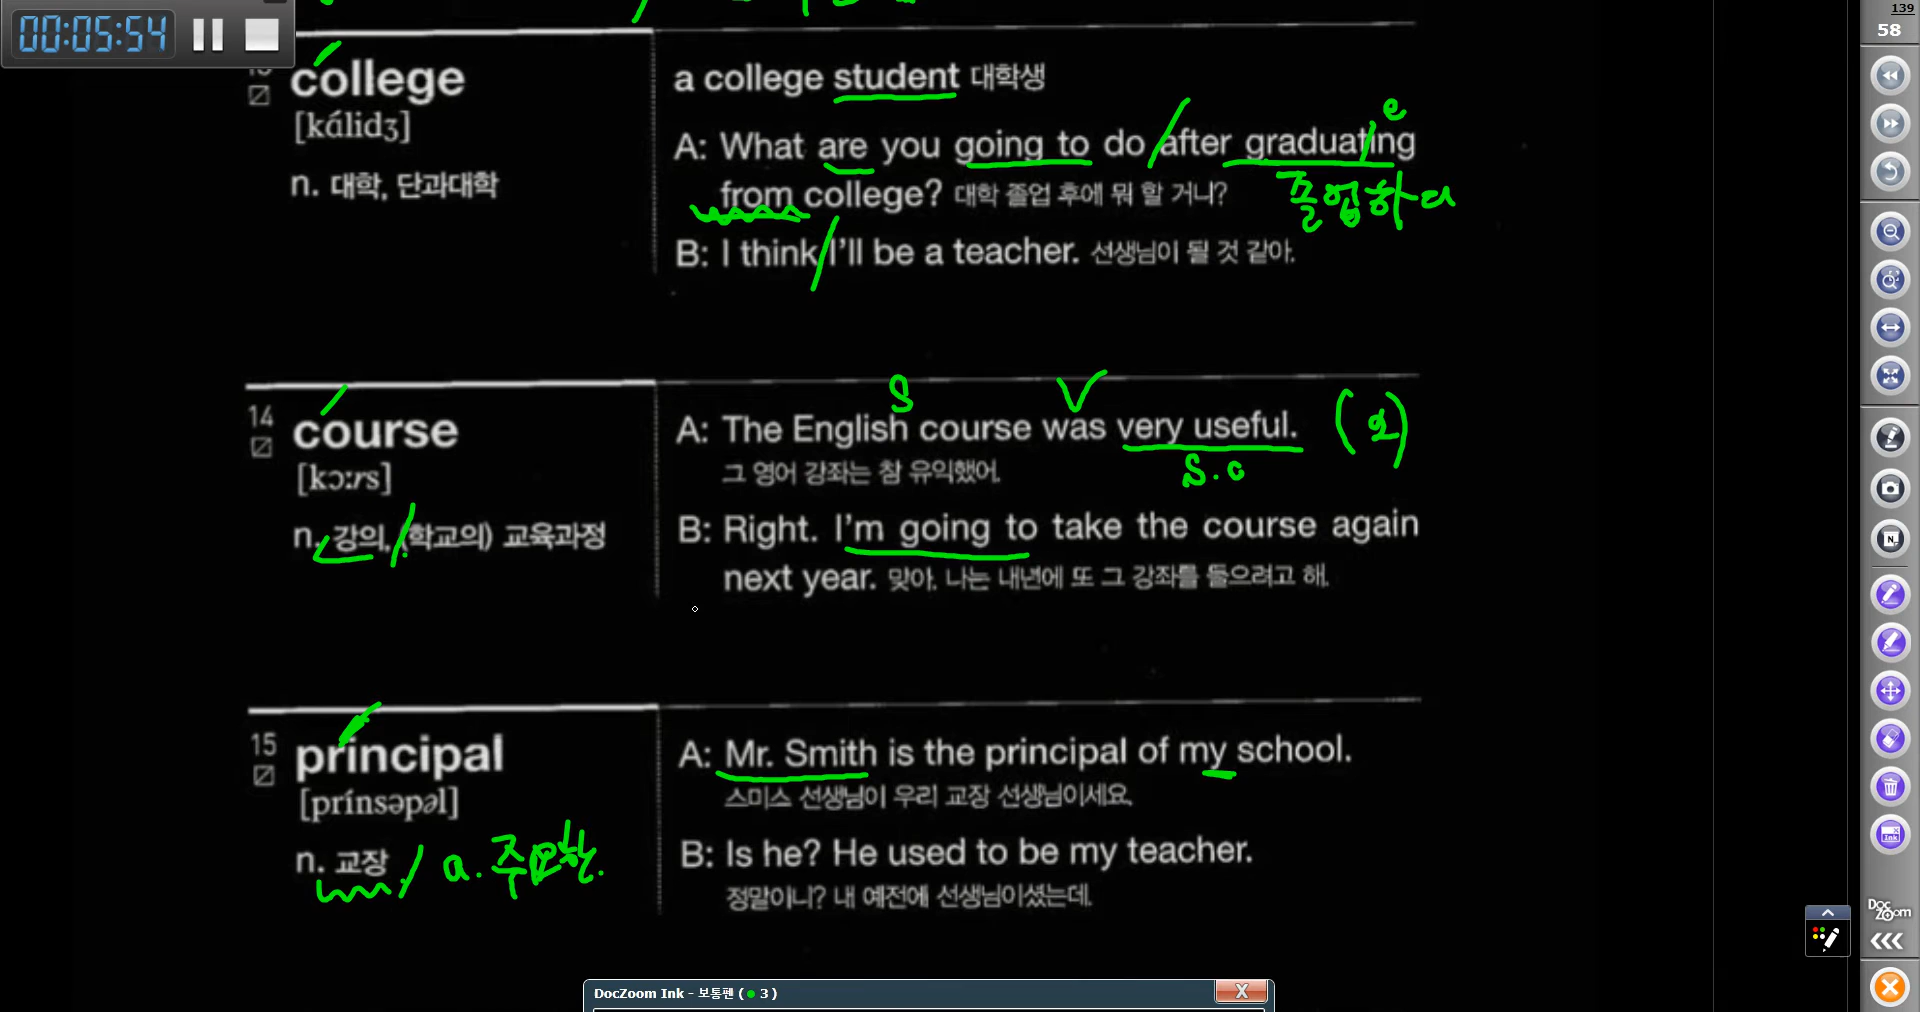 00:05:54
139
58
college
[kálidʒ]
n. 대학, 단과대학
a college student 대학생
A: What are you going to do after graduating
e
from college? 대학 졸업 후에 뭐 할 거니?
졸업하다
B: I think I'll be a teacher. 선생님이 될 것 같아.
S V
14
course
[kɔːrs]
n. 강의, (학교의) 교육과정
A: The English course was very useful. (2)
S.C
그 영어 강좌는 참 유익했어.
B: Right. I'm going to take the course again
next year. 맞아. 나는 내년에 또 그 강좌를 들으려고 해.
15
principal
[prínsəpəl]
n. 교장 / a. 주요한.
A: Mr. Smith is the principal of my school.
스미스 선생님이 우리 교장 선생님이세요.
B: Is he? He used to be my teacher.
정말이니? 내 예전에 선생님이셨는데.
Doc
Zoom
DocZoom Ink - 보통펜 ( 3 )